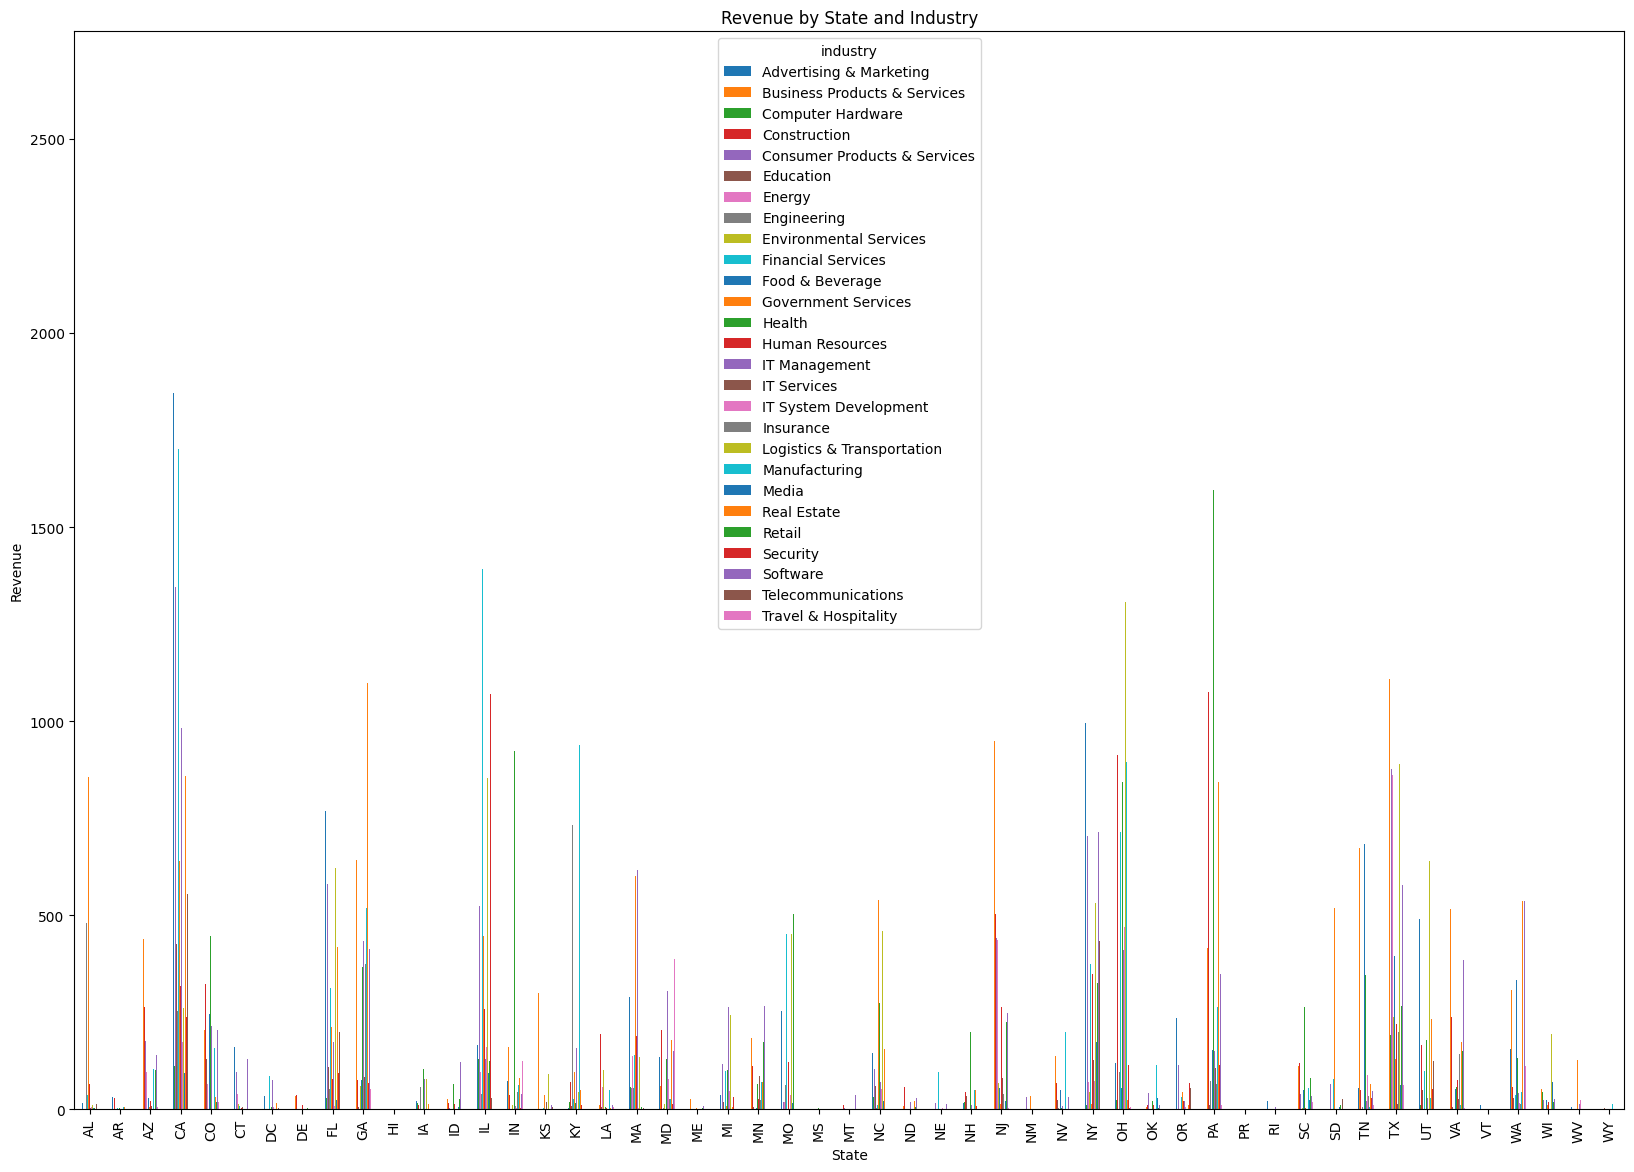 Revenue by State and Industry
industry
Advertising & Marketing
Business Products & Services
Computer Hardware
Construction
Consumer Products & Services
Education
Energy
Engineering
Environmental Services
Financial Services
Food & Beverage
Government Services
Health
Human Resources
IT Management
IT Services
IT System Development
Insurance
Logistics & Transportation
Manufacturing
Media
Real Estate
Retail
Security
Software
Telecommunications
Travel & Hospitality
Revenue
2500
2000
1500
1000
500
0
AL AR AZ CA CO CT DC DE FL GA HI IA ID IL IN KS KY LA MA MD ME MI MN MO MS MT NC ND NE NH NJ NM NV NY OH OK OR PA PR RI SC SD TN TX UT VA VT WA WI WV WY
State